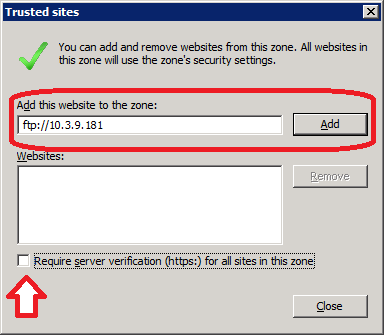 Trusted sites
You can add and remove websites from this zone. All websites in
this zone will use the zone's security settings.
Add this website to the zone:
ftp://10.3.9.181
Add
Websites:
Remove
Require server verification (https:) for all sites in this zone
Close